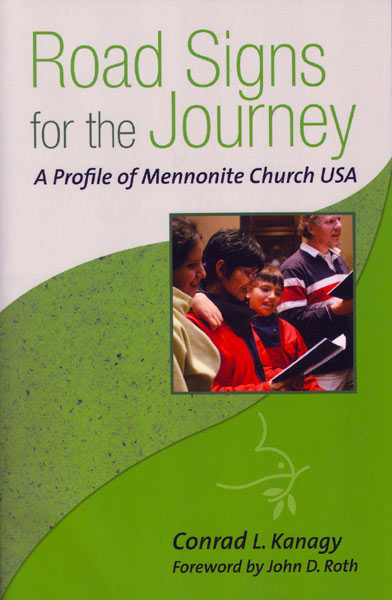 Road Signs
for the Journey
A Profile of Mennonite Church USA
Conrad L. Kanagy
Foreword by John D. Roth